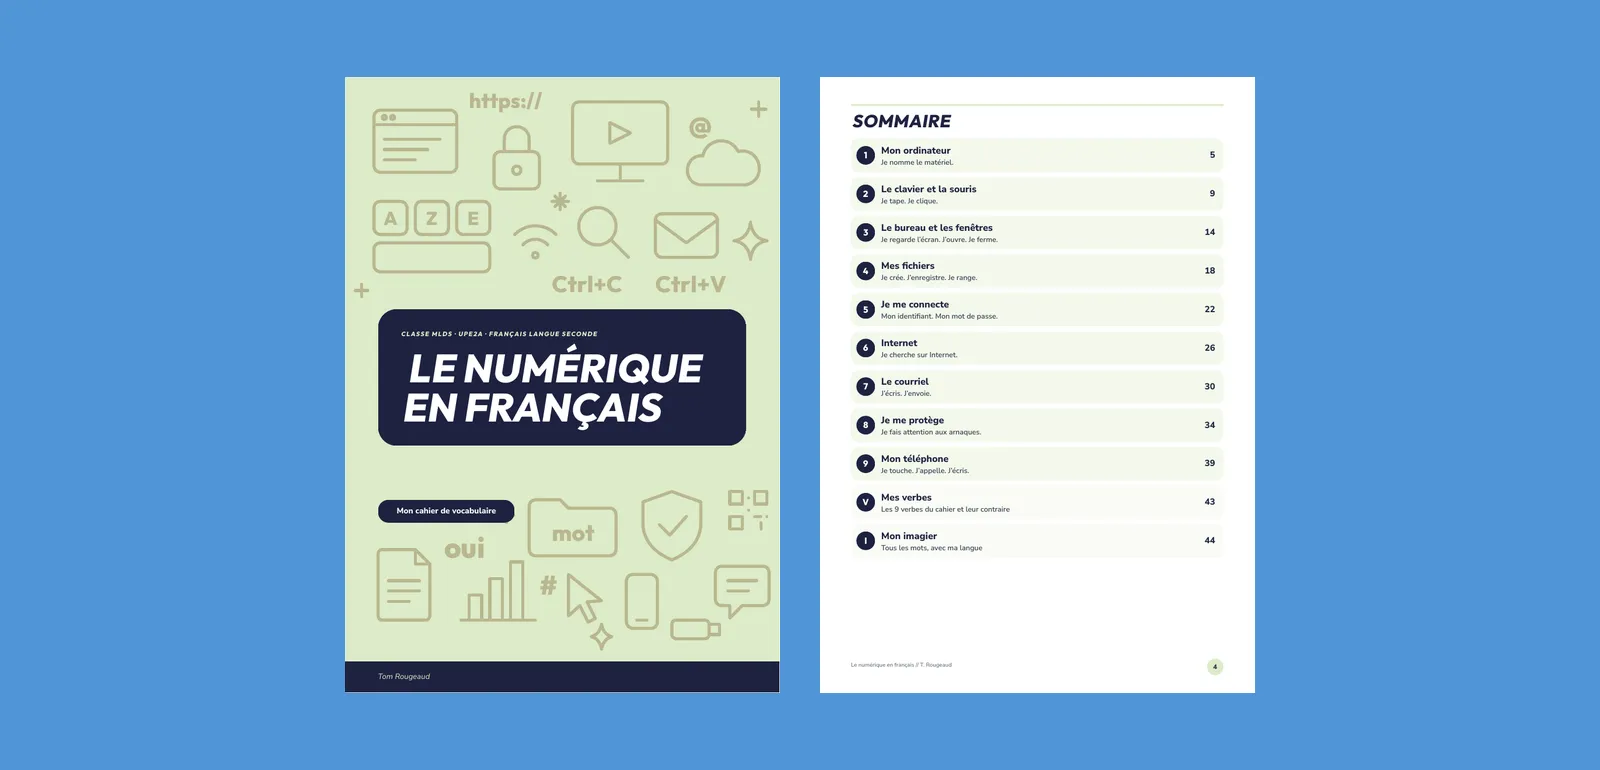 https://
@
A Z E
Ctrl+C Ctrl+V
CLASSE MLDS · UPE2A · FRANÇAIS LANGUE SECONDE
LE NUMÉRIQUE
EN FRANÇAIS
Mon cahier de vocabulaire
mot
oui
#
Tom Rougeaud
SOMMAIRE
1 Mon ordinateur 5
Je nomme le matériel.
2 Le clavier et la souris 9
Je tape. Je clique.
3 Le bureau et les fenêtres 14
Je regarde l'écran. J'ouvre. Je ferme.
4 Mes fichiers 18
Je crée. J'enregistre. Je range.
5 Je me connecte 22
Mon identifiant. Mon mot de passe.
6 Internet 26
Je cherche sur Internet.
7 Le courriel 30
J'écris. J'envoie.
8 Je me protège 34
Je fais attention aux arnaques.
9 Mon téléphone 39
Je touche. J'appelle. J'écris.
V Mes verbes 43
Les 9 verbes du cahier et leur contraire
I Mon imagier 44
Tous les mots, avec ma langue
Le numérique en français // T. Rougeaud 4